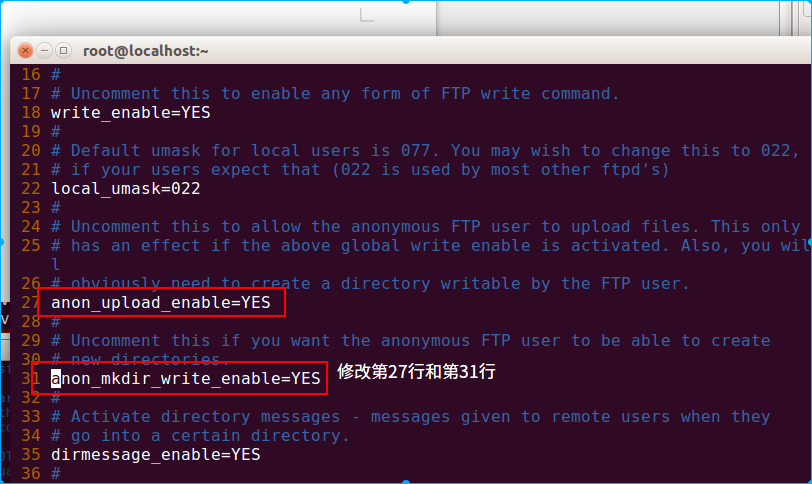 root@localhost:~
16 #
17 # Uncomment this to enable any form of FTP write command.
18 write_enable=YES
19 #
20 # Default umask for local users is 077. You may wish to change this to 022,
21 # if your users expect that (022 is used by most other ftpd's)
22 local_umask=022
23 #
24 # Uncomment this to allow the anonymous FTP user to upload files. This only
25 # has an effect if the above global write enable is activated. Also, you wil
l
26 # obviously need to create a directory writable by the FTP user.
27 anon_upload_enable=YES
28 #
29 # Uncomment this if you want the anonymous FTP user to be able to create
30 # new directories.
31 anon_mkdir_write_enable=YES 修改第27行和第31行
32 #
33 # Activate directory messages - messages given to remote users when they
34 # go into a certain directory.
35 dirmessage_enable=YES
36 #